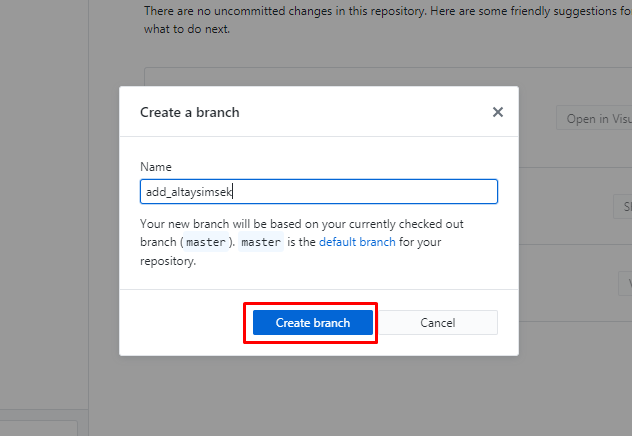 There are no uncommitted changes in this repository. Here are some friendly suggestions fo
what to do next.
Open in Visu
Create a branch
Name
add_altaysimsek
Your new branch will be based on your currently checked out
branch (master). master is the default branch for your
repository.
Create branch
Cancel